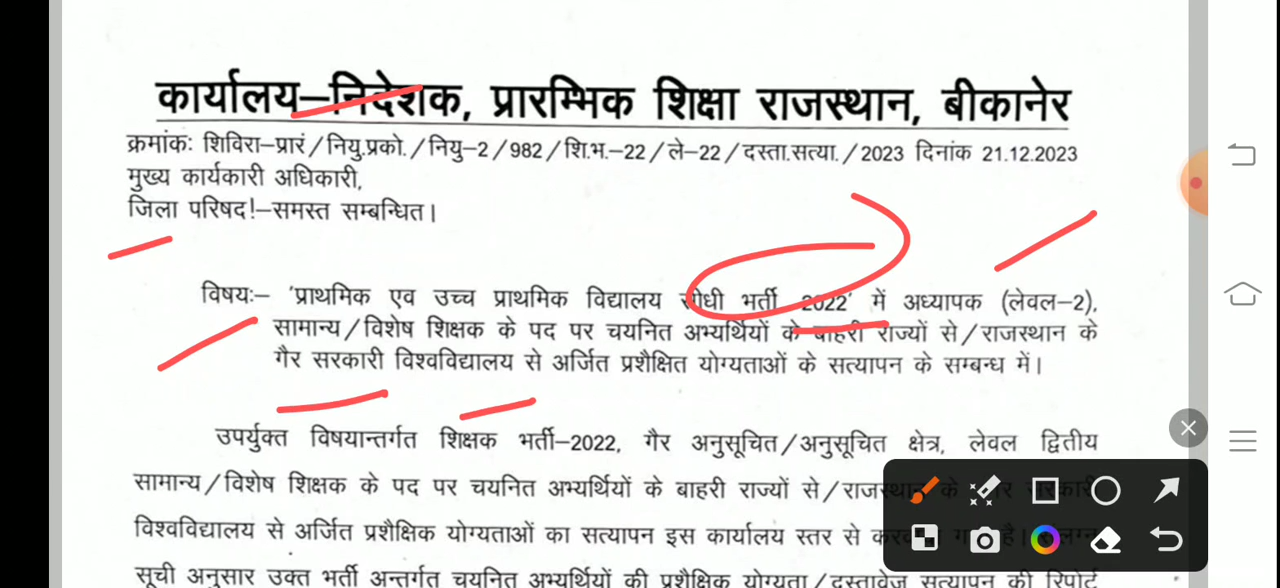 कार्यालय–निदेशक, प्रारम्भिक शिक्षा राजस्थान, बीकानेर
क्रमांकः शिविरा–प्रारं/नियु.प्रको./नियु–2/982/शि.भ.–22/ले–22/दस्ता.सत्या./2023 दिनांक 21.12.2023
मुख्य कार्यकारी अधिकारी,
जिला परिषद!–समस्त सम्बन्धित।
विषयः– 'प्राथमिक एव उच्च प्राथमिक विद्यालय सीधी भर्ती 2022' में अध्यापक (लेवल–2),
सामान्य/विशेष शिक्षक के पद पर चयनित अभ्यर्थियों के बाहरी राज्यों से/राजस्थान के
गैर सरकारी विश्वविद्यालय से अर्जित प्रशैक्षित योग्यताओं के सत्यापन के सम्बन्ध में।
उपर्युक्त विषयान्तर्गत शिक्षक भर्ती–2022, गैर अनुसूचित/अनुसूचित क्षेत्र, लेवल द्वितीय
सामान्य/विशेष शिक्षक के पद पर चयनित अभ्यर्थियों के बाहरी राज्यों से/राजस्थान के
विश्वविद्यालय से अर्जित प्रशैक्षिक योग्यताओं का सत्यापन इस कार्यालय स्तर से
सूची अनुसार उक्त भर्ती अन्तर्गत चयनित अभ्यर्थियों की प्रशैक्षिक योग्यता/दस्तावेज सत्यापन की रिपोर्ट